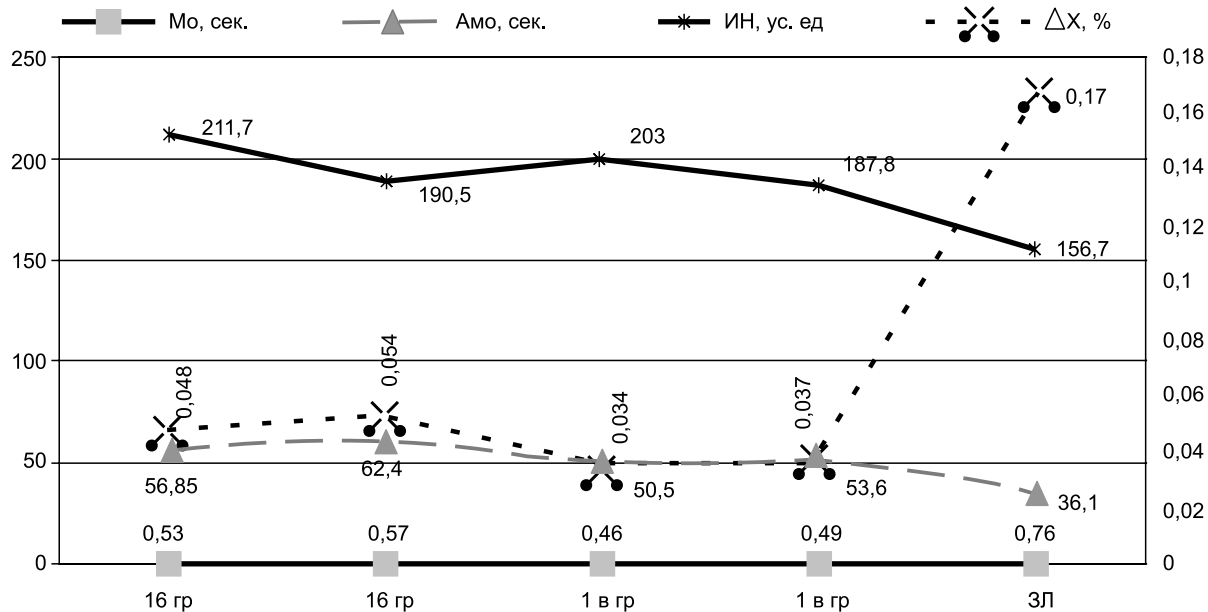 Мо, сек. Амо, сек. ИН, ус. ед △X, %
250 0,18
0,17
0,16
211,7 203
200 0,14
190,5 187,8
0,12
150 156,7
0,1
100 0,08
0,048 0,054 0,034 0,037
0,06
50 0,04
56,85 62,4 50,5 53,6 36,1
0,02
0,53 0,57 0,46 0,49 0,76
0 0
16 гр 16 гр 1 в гр 1 в гр ЗЛ